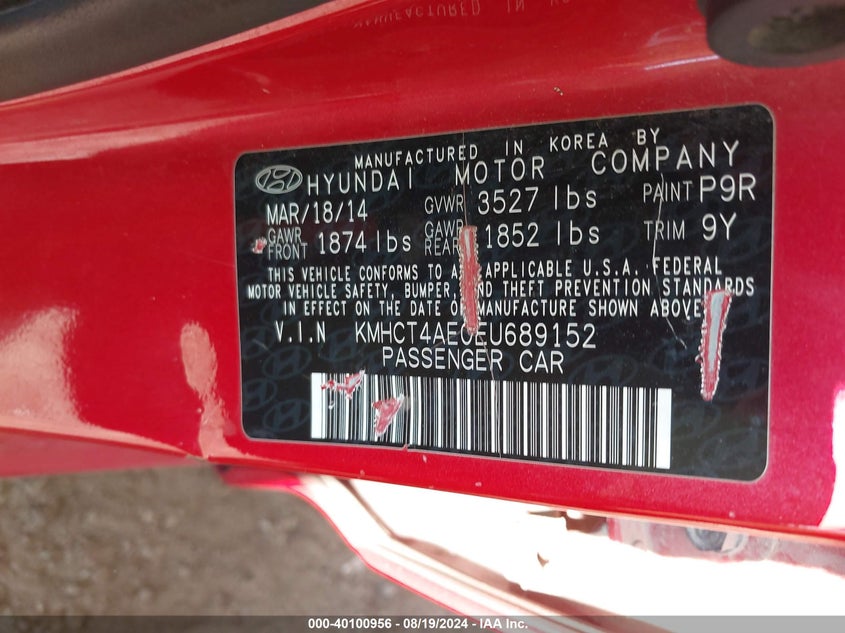 MANUFACTURED IN KOREA BY
HYUNDAI MOTOR COMPANY
MAR/18/14 GVWR 3527 lbs PAINT P9R
GAWR FRONT 1874 lbs GAWR REAR 1852 lbs TRIM 9Y
THIS VEHICLE CONFORMS TO APPLICABLE U.S.A. FEDERAL
MOTOR VEHICLE SAFETY, BUMPER, AND THEFT PREVENTION STANDARDS
IN EFFECT ON THE DATE OF MANUFACTURE SHOWN ABOVE
V.I.N KMHCT4AE0EU689152
PASSENGER CAR
000-40100956 - 08/19/2024 - IAA Inc.